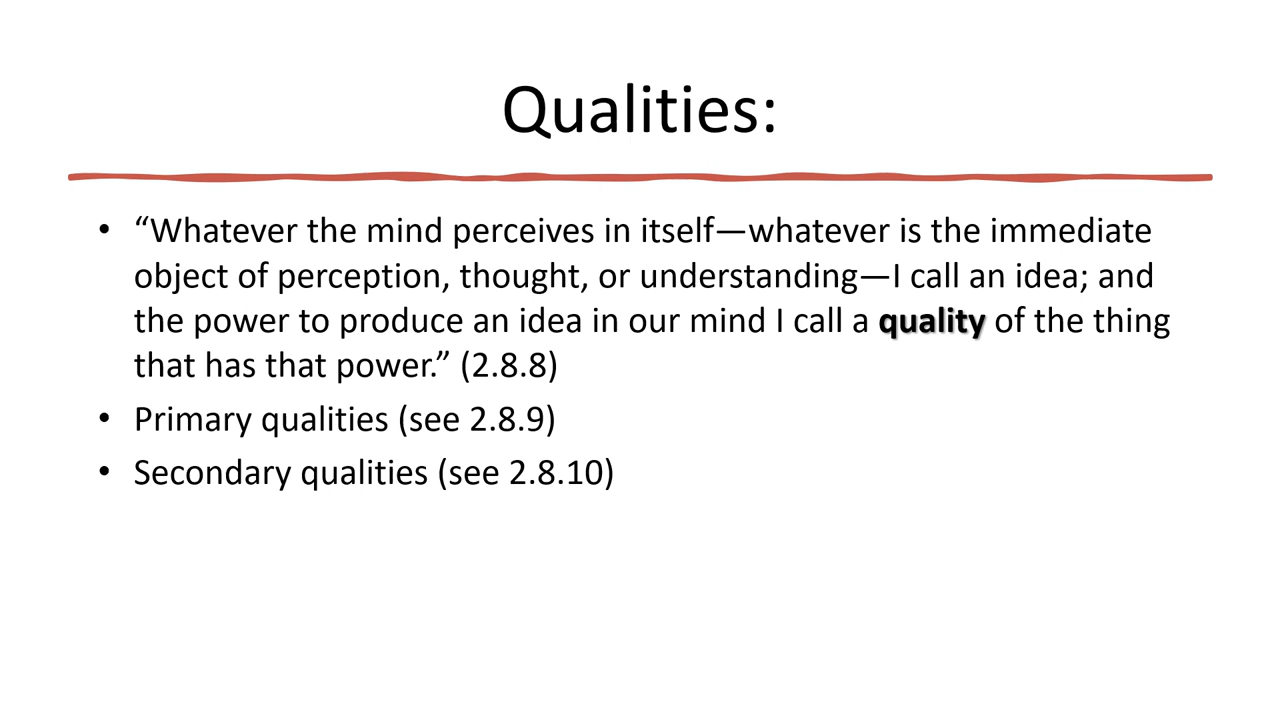 Qualities:
• “Whatever the mind perceives in itself—whatever is the immediate
object of perception, thought, or understanding—I call an idea; and
the power to produce an idea in our mind I call a quality of the thing
that has that power.” (2.8.8)
• Primary qualities (see 2.8.9)
• Secondary qualities (see 2.8.10)